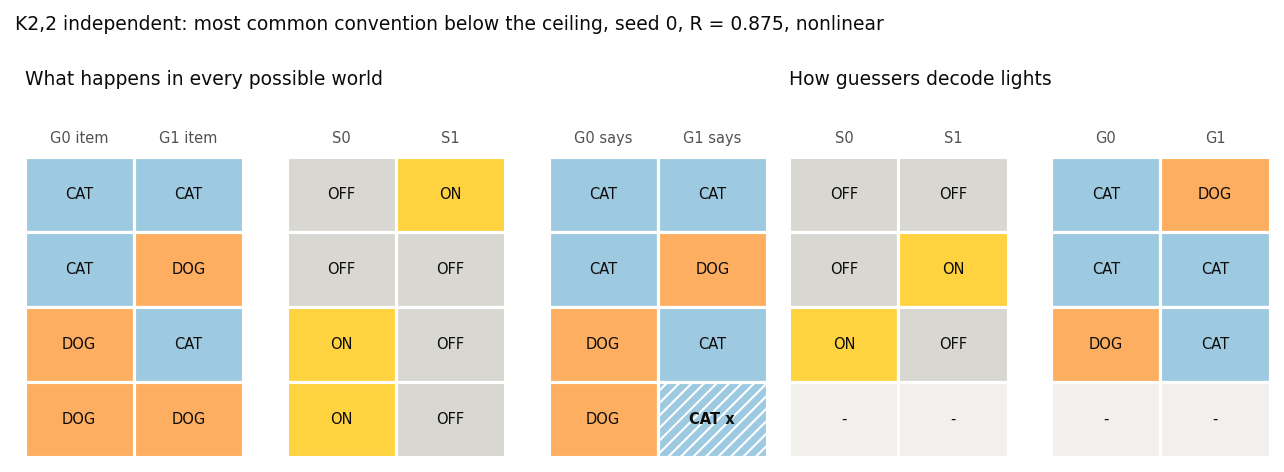 K2,2 independent: most common convention below the ceiling, seed 0, R = 0.875, nonlinear
What happens in every possible world How guessers decode lights
G0 item G1 item S0 S1 G0 says G1 says S0 S1 G0 G1
CAT CAT OFF ON CAT CAT OFF OFF CAT DOG
CAT DOG OFF OFF CAT DOG OFF ON CAT CAT
DOG CAT ON OFF DOG CAT ON OFF DOG CAT
DOG DOG ON OFF DOG CAT x - - - -